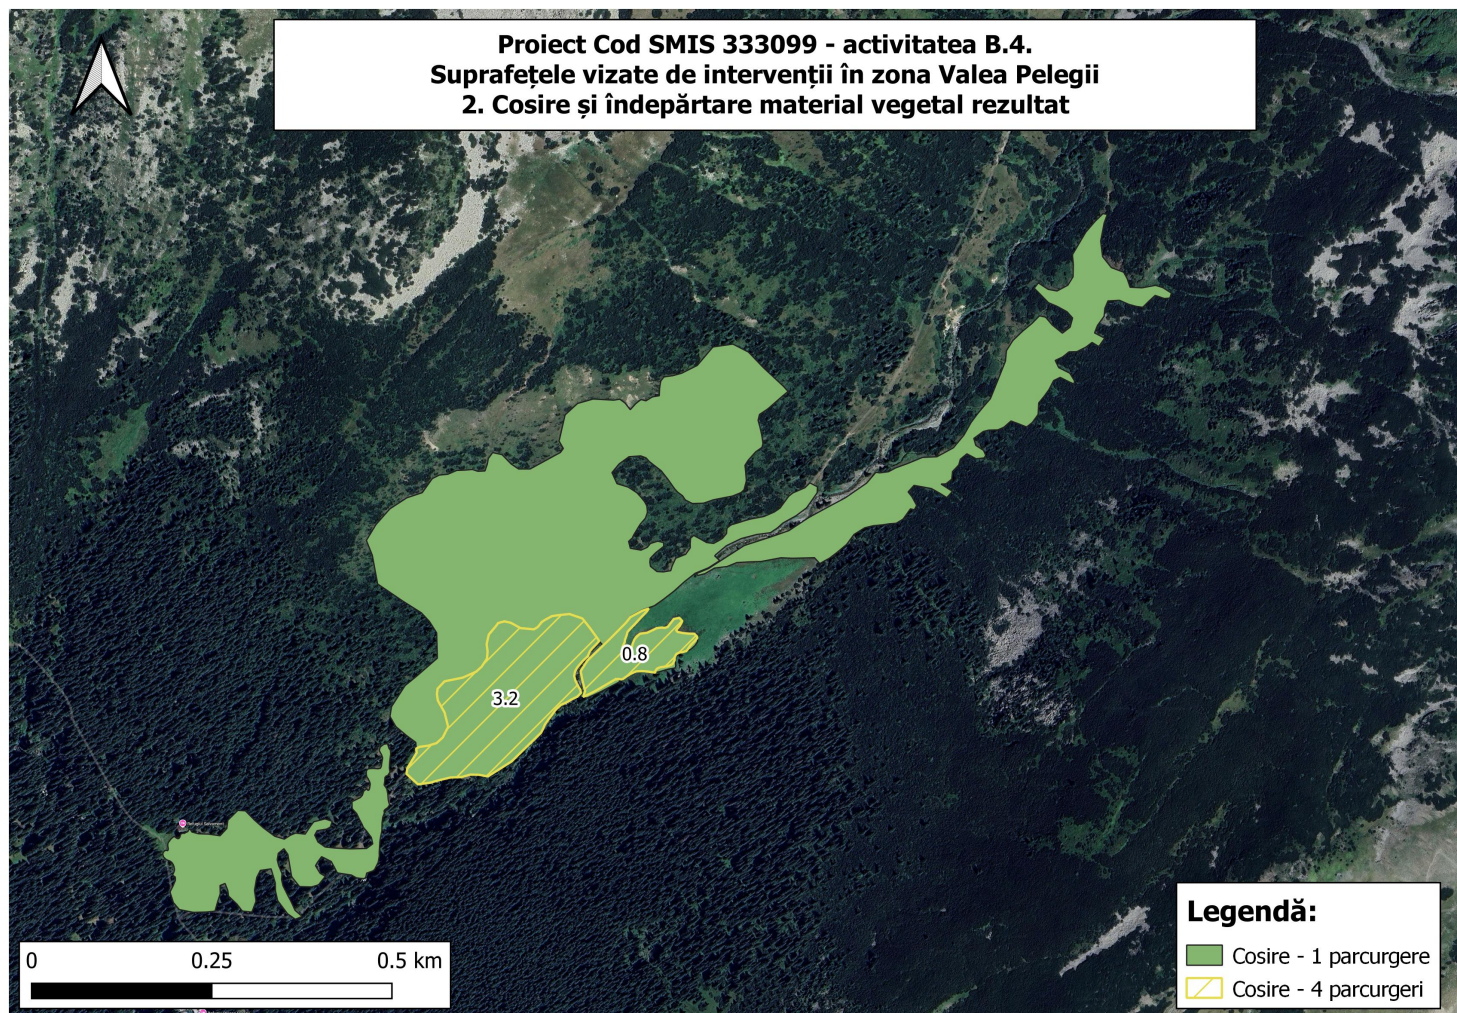 Proiect Cod SMIS 333099 - activitatea B.4.
Suprafețele vizate de intervenții în zona Valea Pelegii
2. Cosire și îndepărtare material vegetal rezultat
0.8
3.2
0 0.25 0.5 km
Legendă:
Cosire - 1 parcurgere
Cosire - 4 parcurgeri